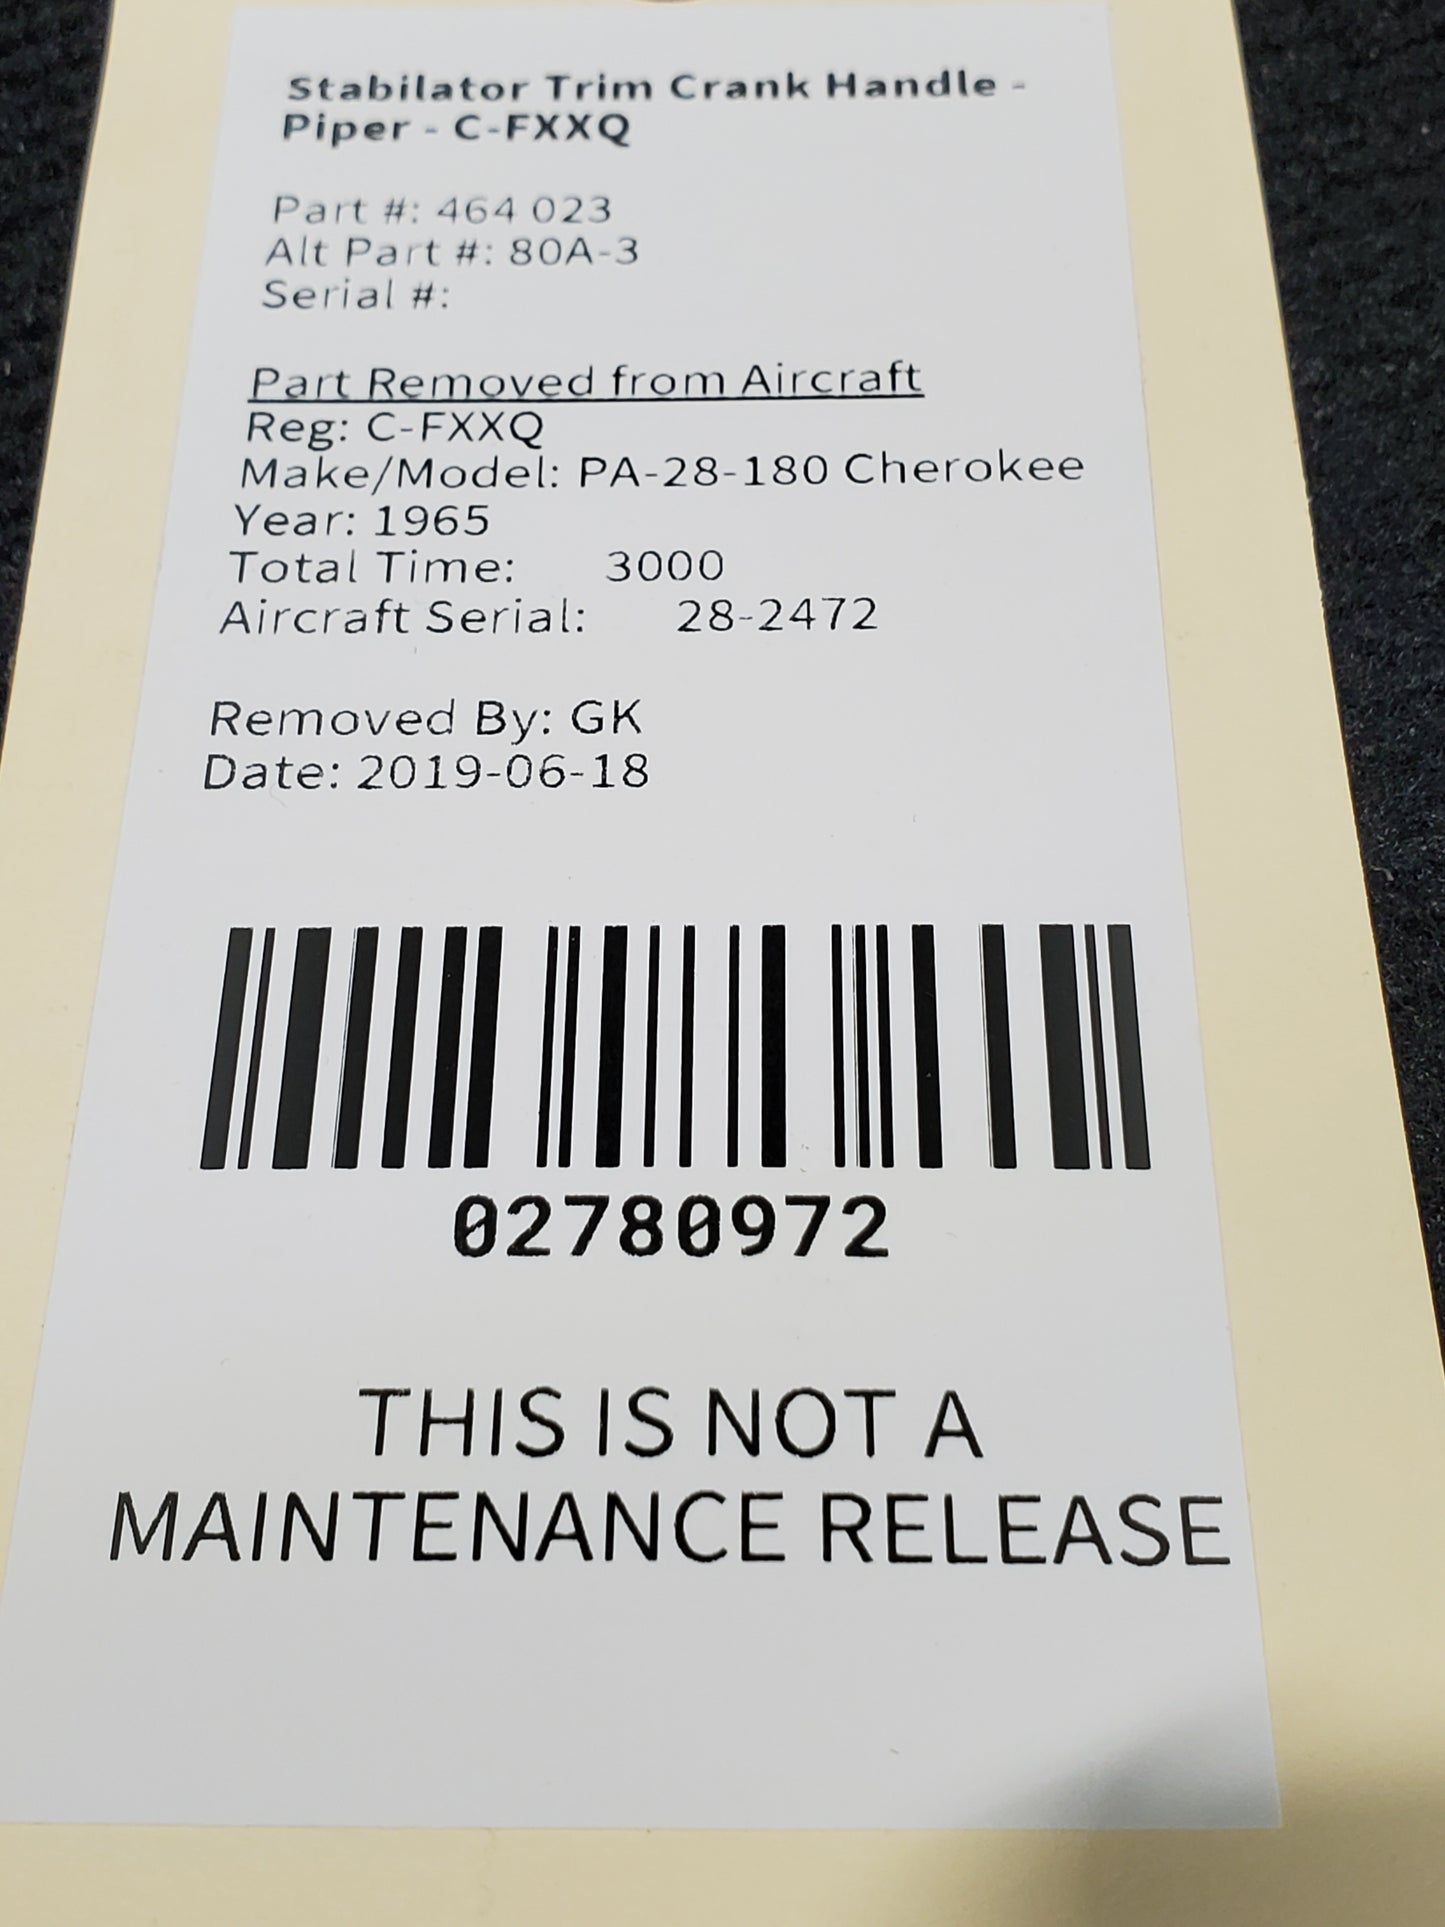 Stabilator Trim Crank Handle -
Piper - C-FXXQ
Part #: 464 023
Alt Part #: 80A-3
Serial #:
Part Removed from Aircraft
Reg: C-FXXQ
Make/Model: PA-28-180 Cherokee
Year: 1965
Total Time: 3000
Aircraft Serial: 28-2472
Removed By: GK
Date: 2019-06-18
02780972
THIS IS NOT A
MAINTENANCE RELEASE